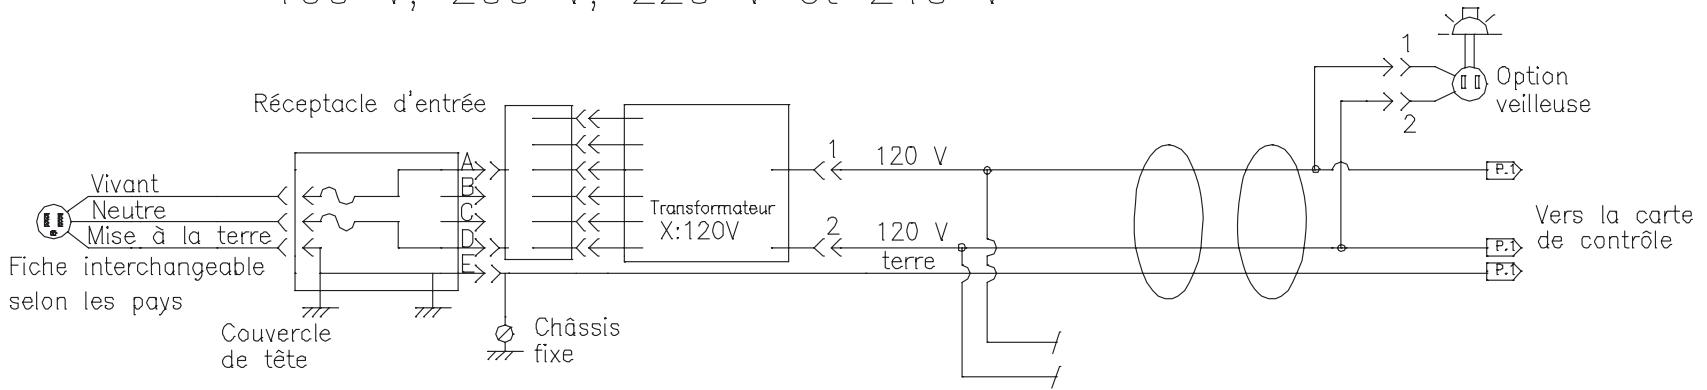 1
Option
veilleuse
2
Réceptacle d'entrée
A
B
C
D
E
1
120 V
2
120 V
terre
Vivant
Neutre
Mise à la terre
Transformateur
X:120V
P.1
P.1
P.1
Vers la carte
de contrôle
Fiche interchangeable
selon les pays
Couvercle
de tête
Châssis
fixe